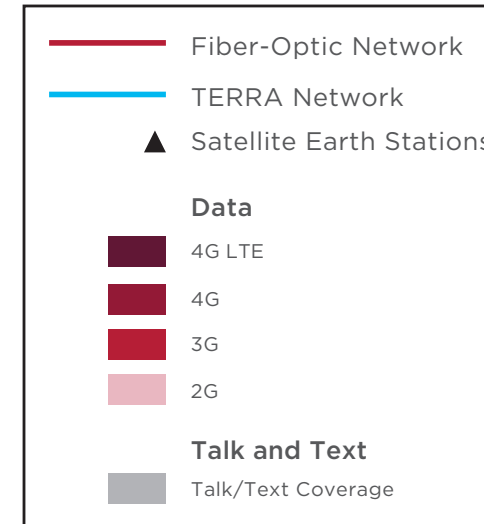 Fiber-Optic Network
TERRA Network
Satellite Earth Stations
Data
4G LTE
4G
3G
2G
Talk and Text
Talk/Text Coverage